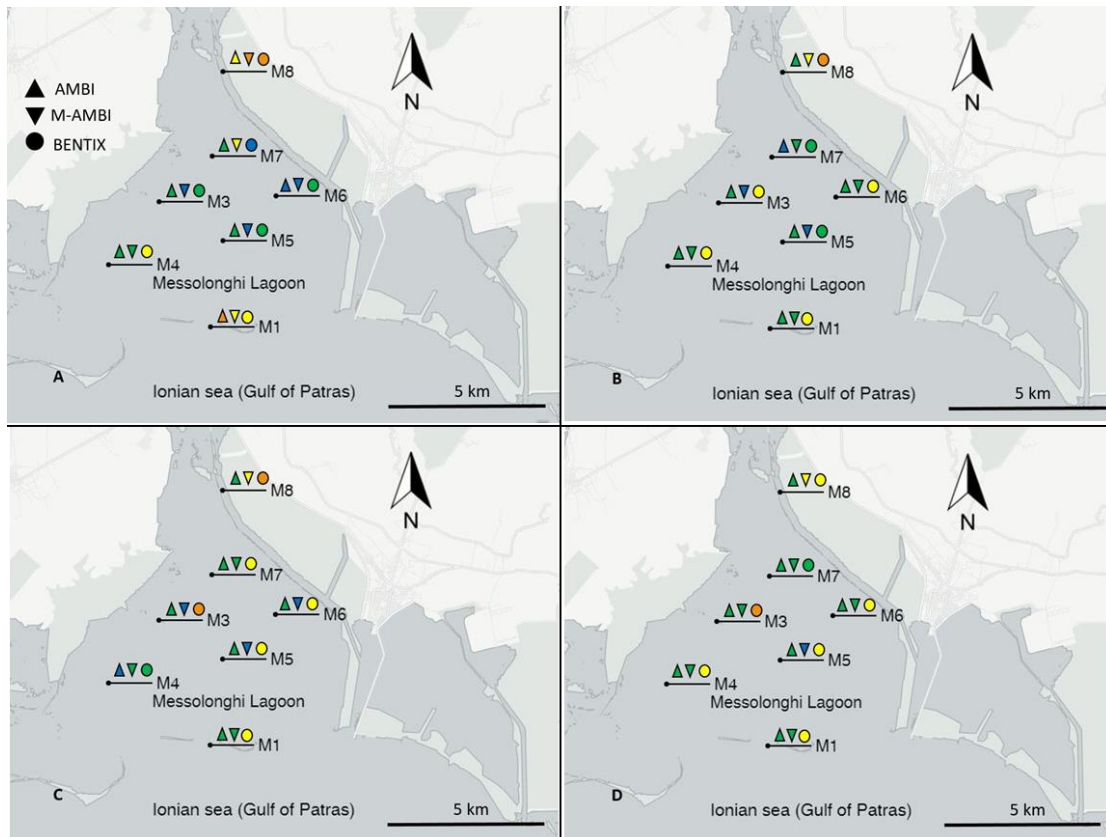 M8
AMBI
M-AMBI
BENTIX
N
M7
M3
M6
M5
M4
Messolonghi Lagoon
M1
A
Ionian sea (Gulf of Patras)
5 km
M8
N
M7
M3
M6
M5
M4
Messolonghi Lagoon
M1
B
Ionian sea (Gulf of Patras)
5 km
M8
N
M7
M3
M6
M5
M4
Messolonghi Lagoon
M1
C
Ionian sea (Gulf of Patras)
5 km
M8
N
M7
M3
M6
M5
M4
Messolonghi Lagoon
M1
D
Ionian sea (Gulf of Patras)
5 km